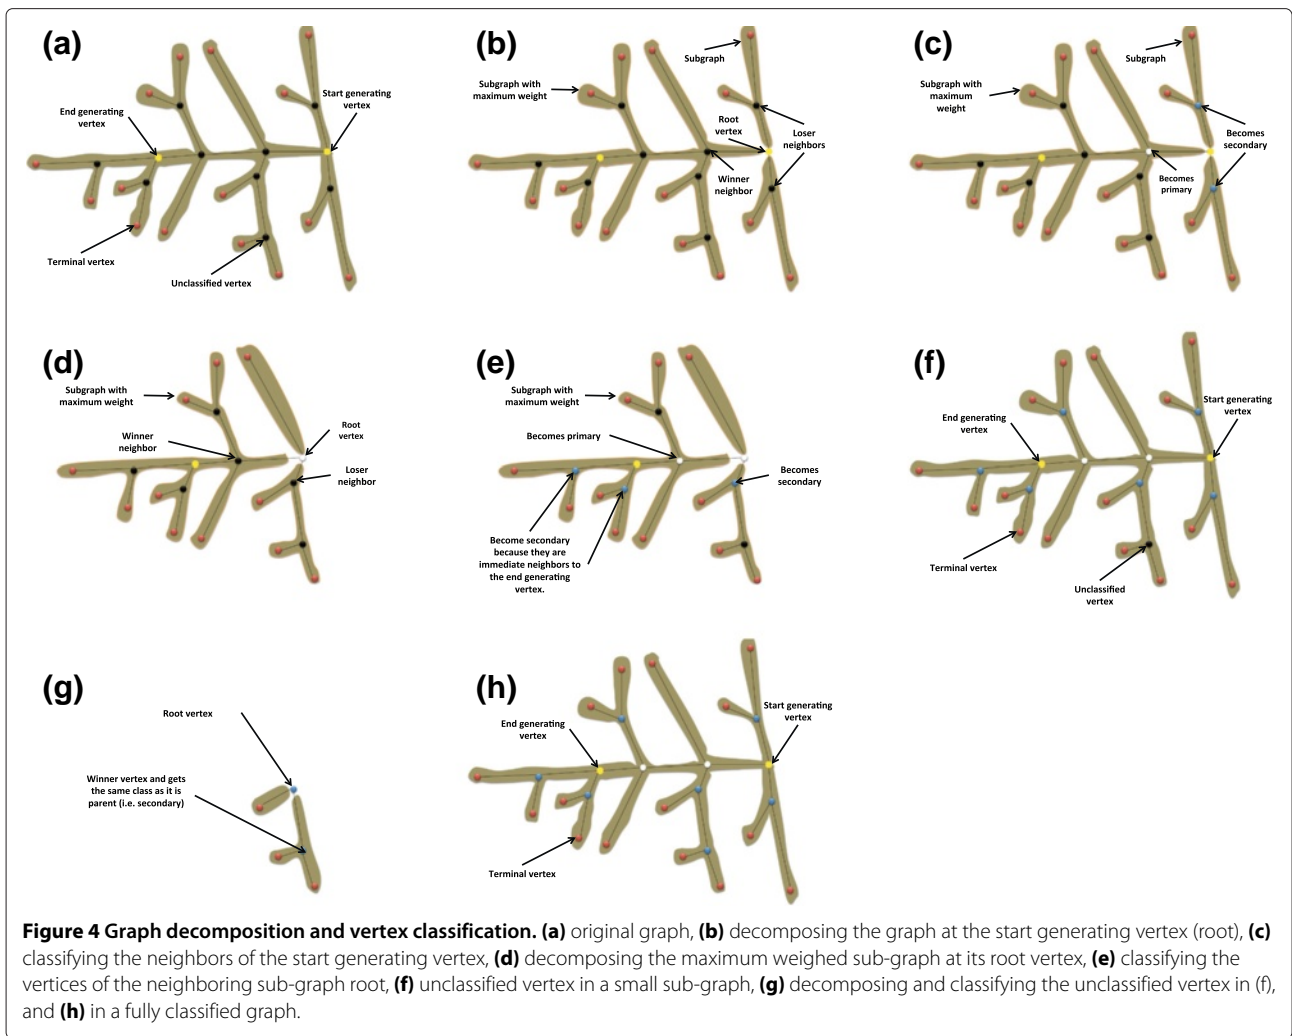 (a)
Start generating
vertex
End generating
vertex
Terminal vertex
Unclassified vertex
(b)
Subgraph
Subgraph with
maximum weight
Root
vertex
Loser
neighbors
Winner
neighbor
(c)
Subgraph
Subgraph with
maximum
weight
Becomes
secondary
Becomes
primary
(d)
Subgraph with
maximum weight
Winner
neighbor
Root
vertex
Loser
neighbor
(e)
Subgraph with
maximum weight
Becomes primary
Becomes
secondary
Become secondary
because they are
immediate neighbors to
the end generating
vertex.
(f)
Start generating
vertex
End generating
vertex
Terminal vertex
Unclassified
vertex
(g)
Root vertex
Winner vertex and gets
the same class as it is
parent (i.e. secondary)
(h)
Start generating
vertex
End generating
vertex
Terminal vertex
Figure 4 Graph decomposition and vertex classification. (a) original graph, (b) decomposing the graph at the start generating vertex (root), (c)
classifying the neighbors of the start generating vertex, (d) decomposing the maximum weighed sub-graph at its root vertex, (e) classifying the
vertices of the neighboring sub-graph root, (f) unclassified vertex in a small sub-graph, (g) decomposing and classifying the unclassified vertex in (f),
and (h) in a fully classified graph.